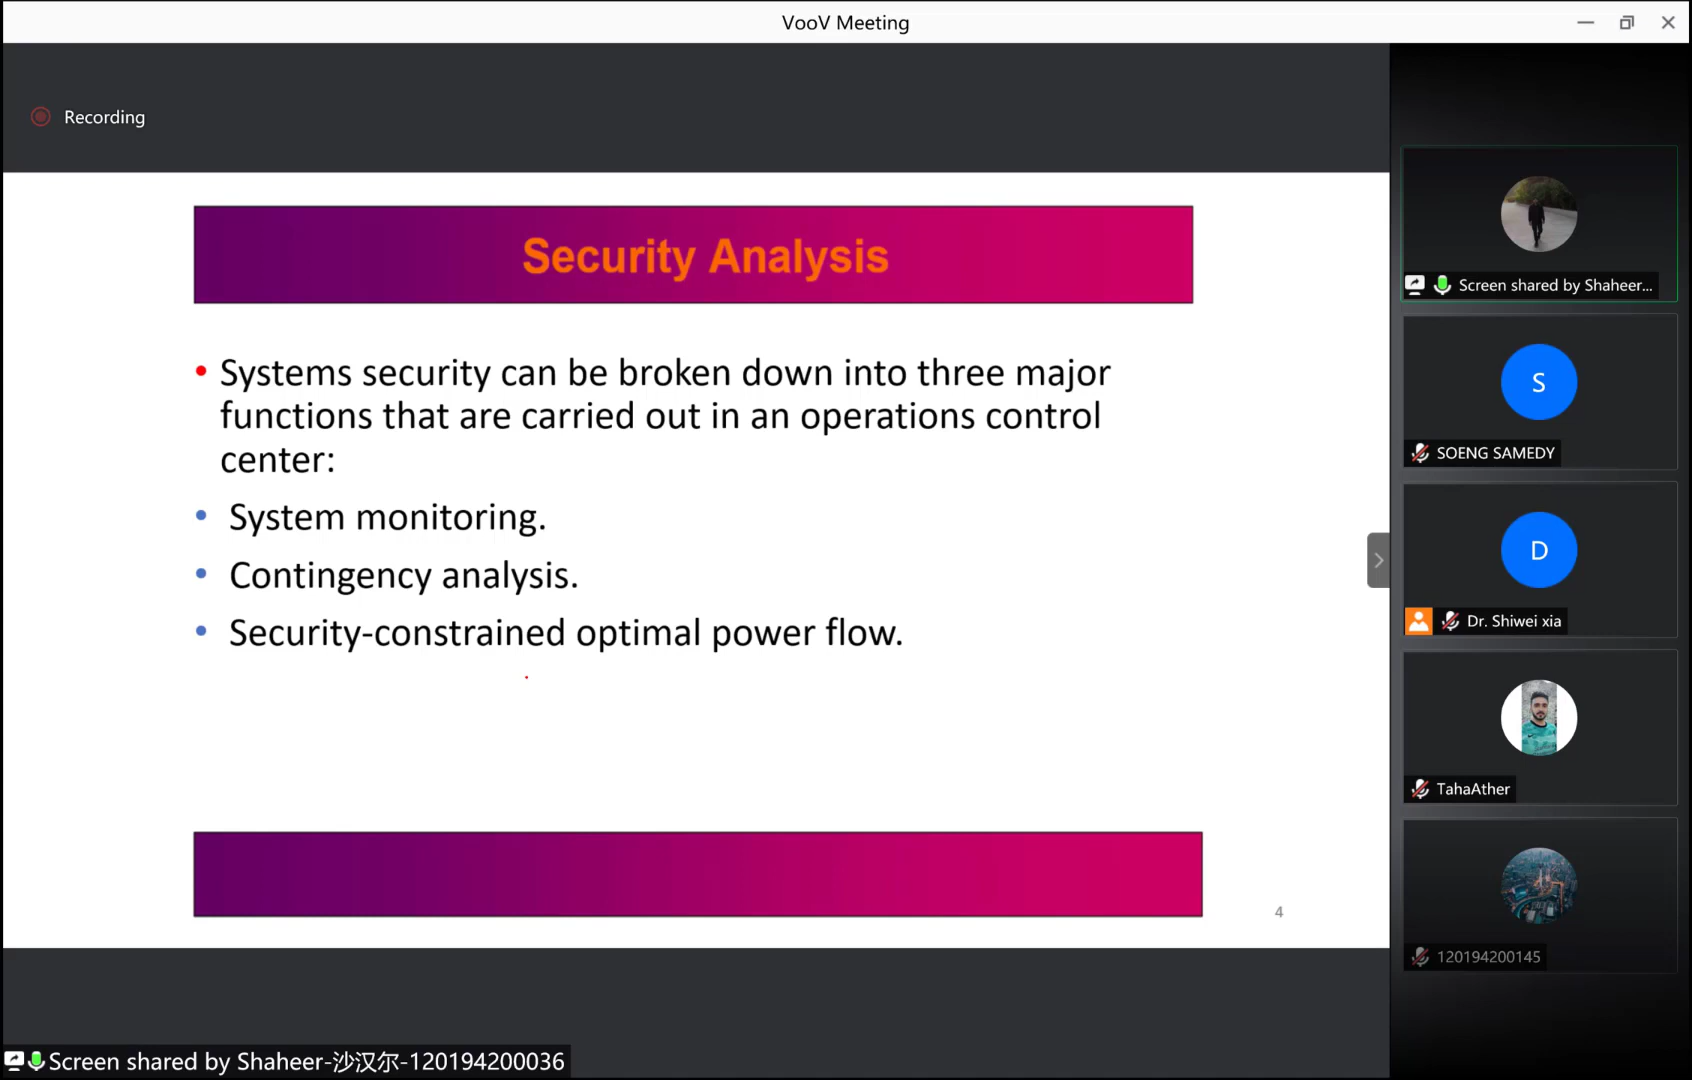 VooV Meeting
Recording
Security Analysis
• Systems security can be broken down into three major
functions that are carried out in an operations control
center:
• System monitoring.
• Contingency analysis.
• Security-constrained optimal power flow.
4
Screen shared by Shaheer...
S
SOENG SAMEDY
D
Dr. Shiwei xia
TahaAther
120194200145
Screen shared by Shaheer-沙汉尔-120194200036